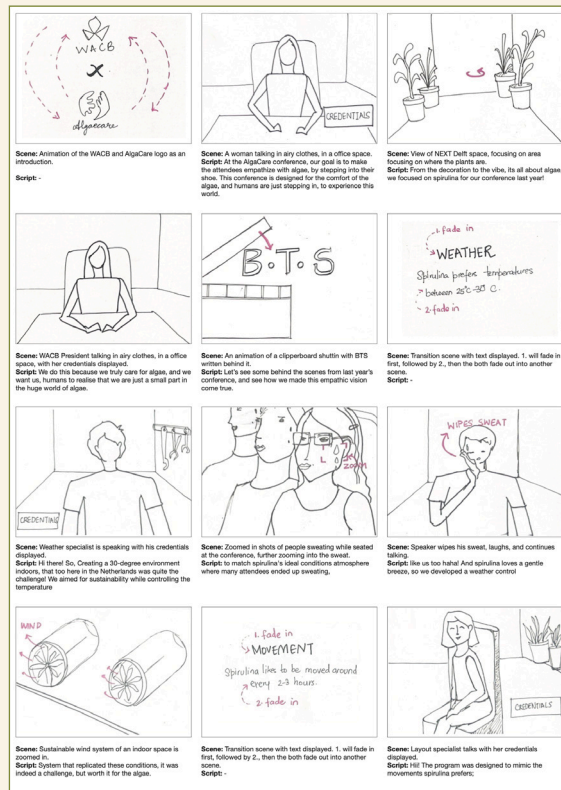 WACB
x
Algaecare
CREDENTIALS
Scene: Animation of the WACB and AlgaCare logo as an
introduction.
Script: -
Scene: A woman talking in airy clothes, in a office space.
Script: At the AlgaCare conference, our goal is to make
the attendees empathize with algae, by stepping into their
shoe. This conference is designed for the comfort of the
algae, and humans are just stepping in, to experience this
world.
Scene: View of NEXT Delft space, focusing on area
focusing on where the plants are.
Script: From the decoration to the vibe, its all about algae,
we focused on spirulina for our conference last year!
B.T.S
1. fade in
WEATHER
Spirulina prefers temperatures
between 25°C-30 C.
2. fade in
Scene: WACB President talking in airy clothes, in a office
space, with her credentials displayed.
Script: We do this because we truly care for algae, and we
want us, humans to realise that we are just a small part in
the huge world of algae.
Scene: An animation of a clipperboard shuttin with BTS
written behind it.
Script: Let's see some behind the scenes from last year's
conference, and see how we made this empathic vision
come true.
Scene: Transition scene with text displayed. 1. will fade in
first, followed by 2., then the both fade out into another
scene.
Script: -
CREDENTIALS
ZOOM
WIPES SWEAT
Scene: Weather specialist is speaking with his credentials
displayed.
Script: Hi there! So, Creating a 30-degree environment
indoors, that too here in the Netherlands was quite the
challenge! We aimed for sustainability while controlling the
temperature
Scene: Zoomed in shots of people sweating while seated
at the conference, further zooming into the sweat.
Script: to match spirulina's ideal conditions atmosphere
where many attendees ended up sweating,
Scene: Speaker wipes his sweat, laughs, and continues
talking.
Script: like us too haha! And spirulina loves a gentle
breeze, so we developed a weather control
WIND
1. fade in
MOVEMENT
Spirulina likes to be moved around
every 2-3 hours.
2. fade in
CREDENTIALS
Scene: Sustainable wind system of an indoor space is
zoomed in.
Script: System that replicated these conditions, it was
indeed a challenge, but worth it for the algae.
Scene: Transition scene with text displayed. 1. will fade in
first, followed by 2., then the both fade out into another
scene.
Script: -
Scene: Layout specialist talks with her credentials
displayed.
Script: Hii! The program was designed to mimic the
movements spirulina prefers;